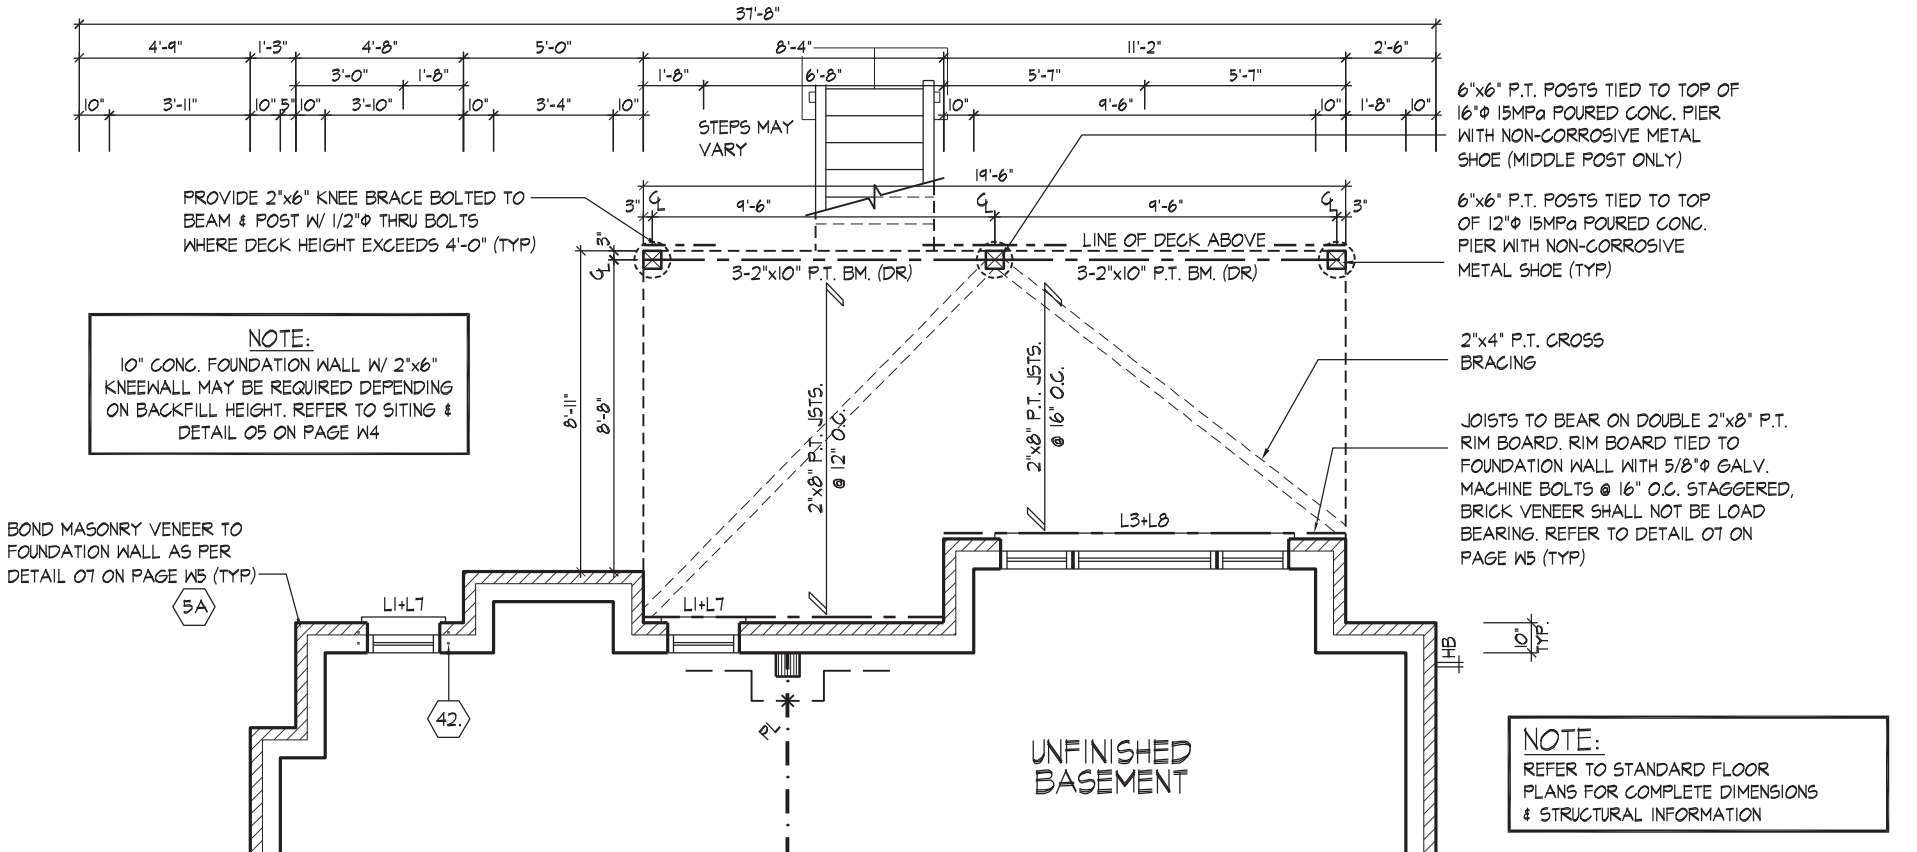 37'-8"
4'-9" 1'-3" 4'-8" 5'-0" 8'-4" 11'-2" 2'-6"
3'-0" 1'-8" 1'-8" 6'-8" 5'-7" 5'-7"
10" 3'-11" 10" 5" 10" 3'-10" 10" 3'-4" 10" 10" 9'-6" 10" 1'-8" 10"
STEPS MAY
VARY
6"x6" P.T. POSTS TIED TO TOP OF
16"Φ 15MPa POURED CONC. PIER
WITH NON-CORROSIVE METAL
SHOE (MIDDLE POST ONLY)
19'-6"
3" CL 9'-6" CL 9'-6" CL 3"
PROVIDE 2"x6" KNEE BRACE BOLTED TO
BEAM & POST W/ 1/2"Φ THRU BOLTS
WHERE DECK HEIGHT EXCEEDS 4'-0" (TYP)
6"x6" P.T. POSTS TIED TO TOP
OF 12"Φ 15MPa POURED CONC.
PIER WITH NON-CORROSIVE
METAL SHOE (TYP)
3"
CL
LINE OF DECK ABOVE
3-2"x10" P.T. BM. (DR) 3-2"x10" P.T. BM. (DR)
NOTE:
10" CONC. FOUNDATION WALL W/ 2"x6"
KNEEWALL MAY BE REQUIRED DEPENDING
ON BACKFILL HEIGHT. REFER TO SITING &
DETAIL 05 ON PAGE W4
8'-11"
8'-8"
2"x8" P.T. JSTS.
@ 12" O.C.
2"x8" P.T. JSTS.
@ 16" O.C.
2"x4" P.T. CROSS
BRACING
JOISTS TO BEAR ON DOUBLE 2"x8" P.T.
RIM BOARD. RIM BOARD TIED TO
FOUNDATION WALL WITH 5/8"Φ GALV.
MACHINE BOLTS @ 16" O.C. STAGGERED,
BRICK VENEER SHALL NOT BE LOAD
BEARING. REFER TO DETAIL 07 ON
PAGE W5 (TYP)
BOND MASONRY VENEER TO
FOUNDATION WALL AS PER
DETAIL 07 ON PAGE W5 (TYP)
5A
L1+L7
L1+L7
L3+L8
HB
10"
TYP.
42.
PL
UNFINISHED
BASEMENT
NOTE:
REFER TO STANDARD FLOOR
PLANS FOR COMPLETE DIMENSIONS
& STRUCTURAL INFORMATION